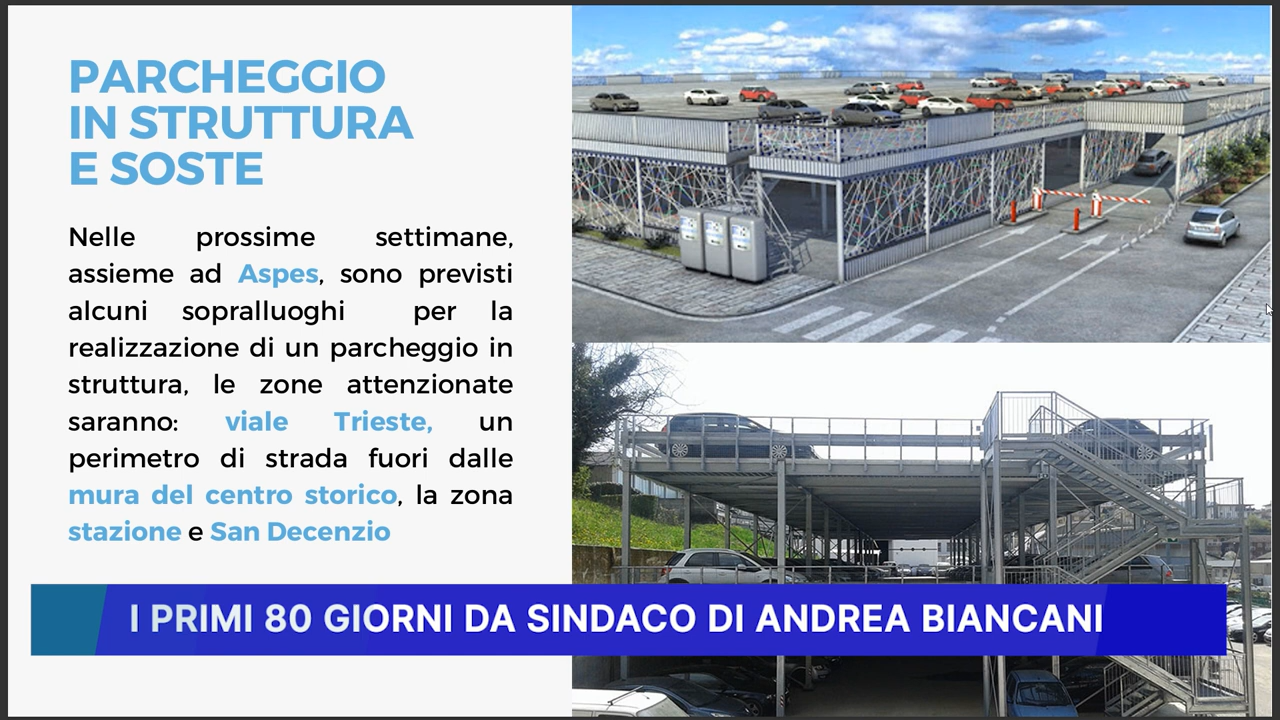 PARCHEGGIO
IN STRUTTURA
E SOSTE
Nelle prossime settimane,
assieme ad Aspes, sono previsti
alcuni sopralluoghi per la
realizzazione di un parcheggio in
struttura, le zone attenzionate
saranno: viale Trieste, un
perimetro di strada fuori dalle
mura del centro storico, la zona
stazione e San Decenzio
I PRIMI 80 GIORNI DA SINDACO DI ANDREA BIANCANI